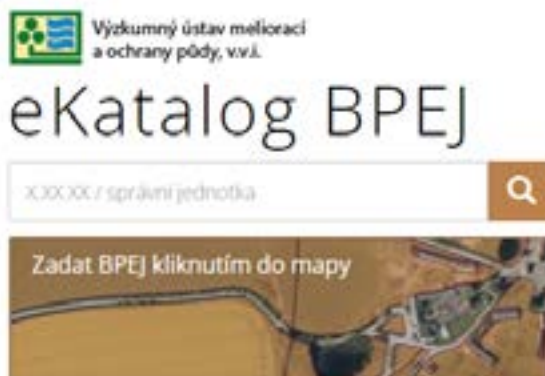 Výzkumný ústav meliorací
a ochrany půdy, v.v.i.
eKatalog BPEJ
X.XX.XX / správní jednotka
Zadat BPEJ kliknutím do mapy